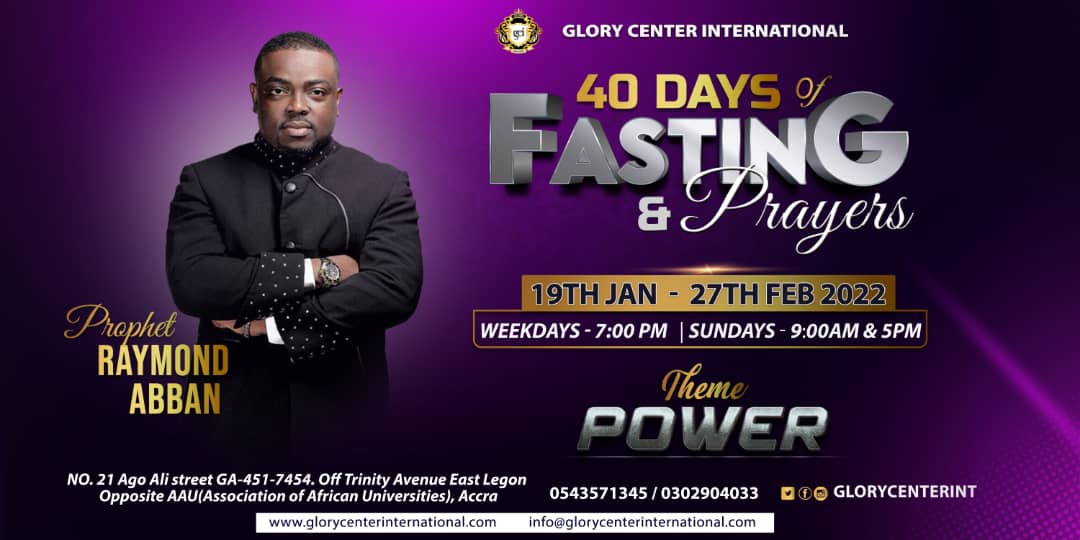 gci
GLORY CENTER INTERNATIONAL
40 DAYS Of
FASTING
& Prayers
19TH JAN - 27TH FEB 2022
WEEKDAYS - 7:00 PM | SUNDAYS - 9:00AM & 5PM
Theme
POWER
Prophet
RAYMOND
ABBAN
NO. 21 Ago Ali street GA-451-7454. Off Trinity Avenue East Legon
Opposite AAU(Association of African Universities), Accra
0543571345 / 0302904033
GLORYCENTERINT
www.glorycenterinternational.com
info@glorycenterinternational.com